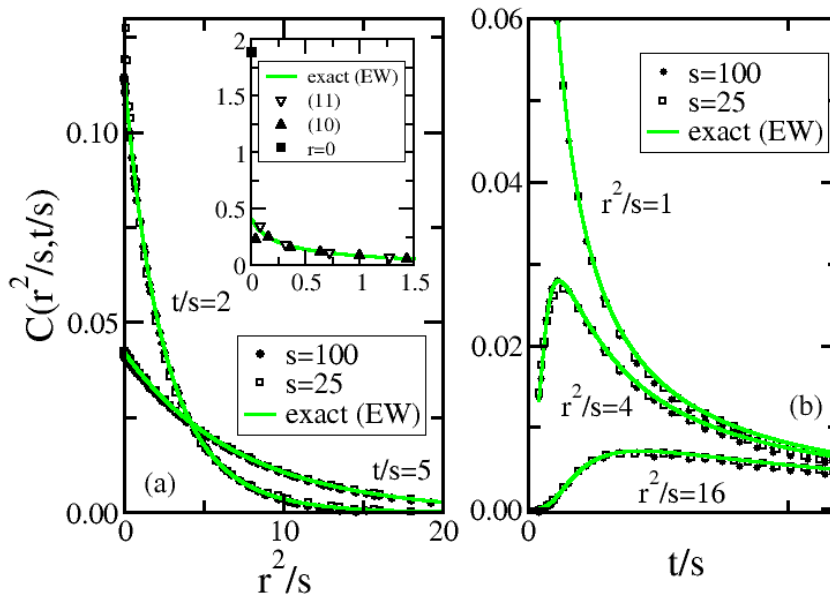 C(r²/s,t/s)
0.10
0.05
0.00
0
10
20
r²/s
t/s=2
t/s=5
(a)
s=100
s=25
exact (EW)
2
1.5
1
0.5
0
0
0.5
1
1.5
exact (EW)
(11)
(10)
r=0
0.06
0.04
0.02
0.00
0
t/s
s=100
s=25
exact (EW)
r²/s=1
r²/s=4
r²/s=16
(b)